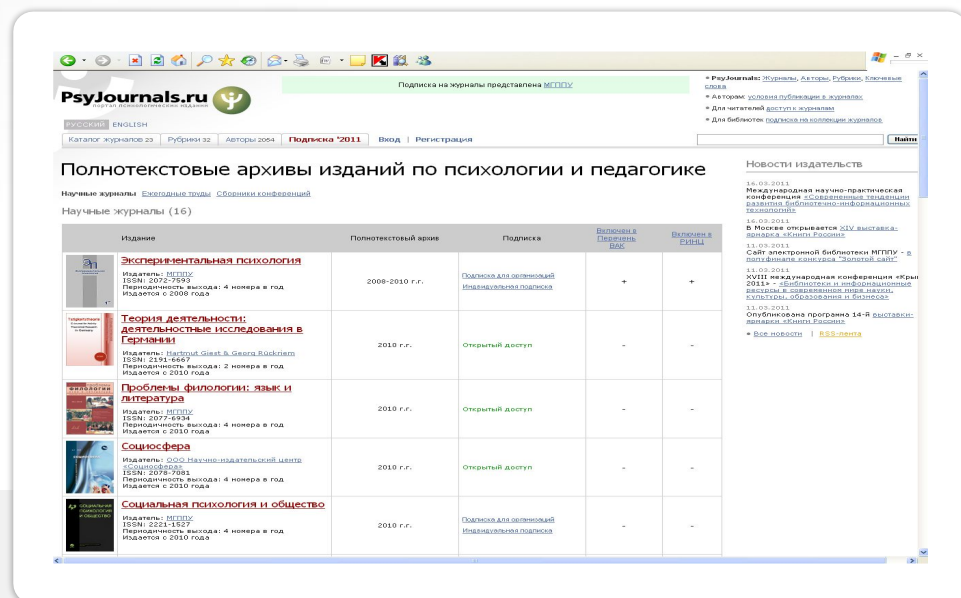 Подписка на журналы представлена МГППУ
PsyJournals.ru
портал психологических изданий
РУССКИЙ ENGLISH
▪ PsyJournals: Журналы, Авторы, Рубрики, Ключевые
слова
▪ Авторам: условия публикации в журналах
▪ Для читателей доступ к журналам
▪ Для библиотек подписка на коллекции журналов
Каталог журналов 23 Рубрики 32 Авторы 2064 Подписка *2011 Вход | Регистрация
Найти
Полнотекстовые архивы изданий по психологии и педагогике
Научные журналы Ежегодные труды Сборники конференций
Научные журналы (16)
Издание Полнотекстовый архив Подписка Включен в Перечень ВАК Включен в РИНЦ
Экспериментальная психология
Издатель: МГППУ
ISSN: 2072-7593
Периодичность выхода: 4 номера в год
Издается с 2008 года
2008-2010 г.г.
Подписка для организаций
Индивидуальная подписка
+ +
Теория деятельности:
деятельностные исследования в
Германии
Издатель: Hartmut Giest & Georg Rückriem
ISSN: 2191-6667
Периодичность выхода: 2 номера в год
Издается с 2010 года
2010 г.г. Открытый доступ - -
Проблемы филологии: язык и
литература
Издатель: МГППУ
ISSN: 2077-6934
Периодичность выхода: 4 номера в год
Издается с 2010 года
2010 г.г. Открытый доступ - -
Социосфера
Издатель: ООО Научно-издательский центр
«Социосфера»
ISSN: 2078-7081
Периодичность выхода: 4 номера в год
Издается с 2010 года
2010 г.г. Открытый доступ - -
Социальная психология и общество
Издатель: МГППУ
ISSN: 2221-1527
Периодичность выхода: 4 номера в год
Издается с 2010 года
2010 г.г.
Подписка для организаций
Индивидуальная подписка
- -
Новости издательств
16.03.2011
Международная научно-практическая
конференция «Современные тенденции
развития библиотечно-информационных
технологий»
16.03.2011
В Москве открывается XIV выставка-
ярмарка «Книги России»
11.03.2011
Сайт электронной библиотеки МГППУ - в
полуфинале конкурса "Золотой сайт"
11.03.2011
XVIII международная конференция «Кры
2011» - «Библиотеки и информационные
ресурсы в современном мире науки,
культуры, образования и бизнеса»
11.03.2011
Опубликована программа 14-й выставки-
ярмарки «Книги России»
▪ Все новости | RSS-лента